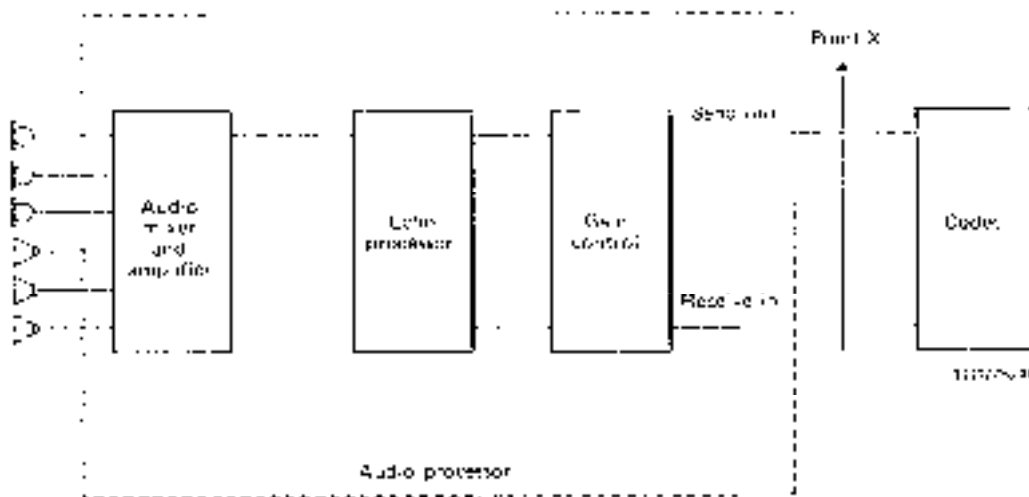 Point X
Send out
Audio
mixer
and
amplifier
Echo
processor
Gain
control
Codec
Receive in
Audio processor